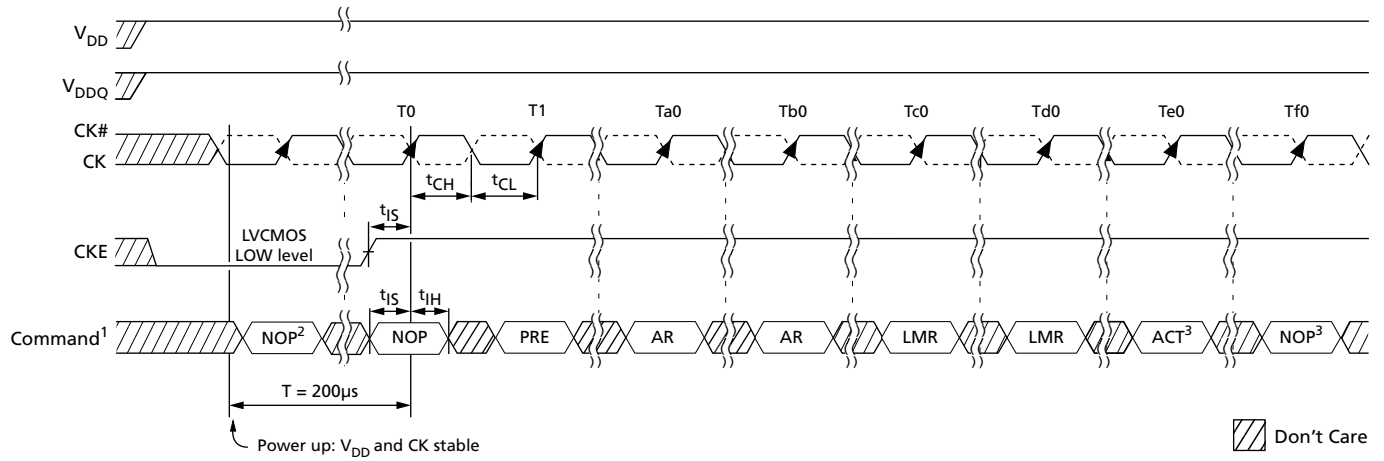 VDD
VDDQ
T0 T1 Ta0 Tb0 Tc0 Td0 Te0 Tf0
CK#
CK
tCH tCL
tIS
CKE
LVCMOS
LOW level
tIS tIH
Command1 NOP2 NOP PRE AR AR LMR LMR ACT3 NOP3
T = 200µs
Power up: VDD and CK stable
Don't Care